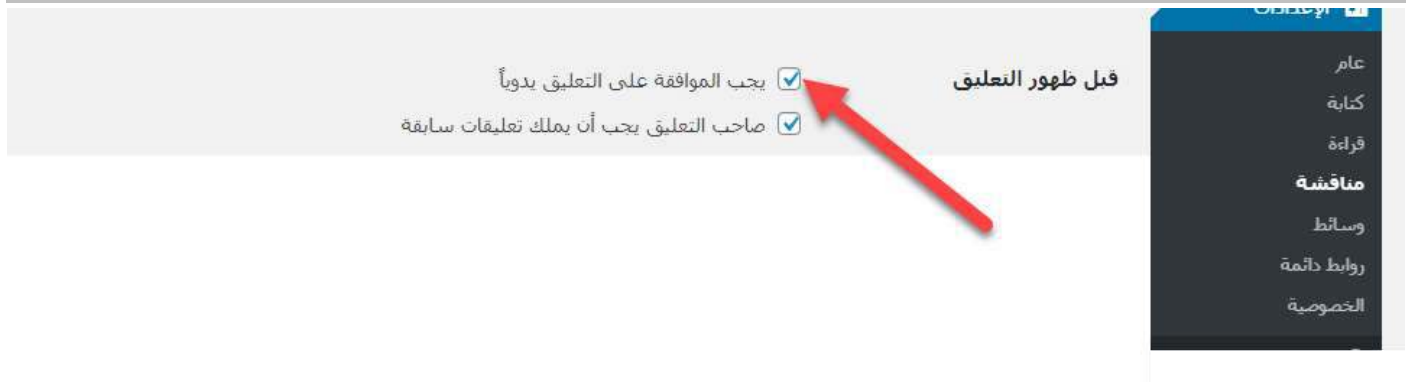 الإعدادات
عام
كتابة
قراءة
مناقشة
وسائط
روابط دائمة
الخصوصية
قبل ظهور التعليق
يجب الموافقة على التعليق يدوياً
صاحب التعليق يجب أن يملك تعليقات سابقة